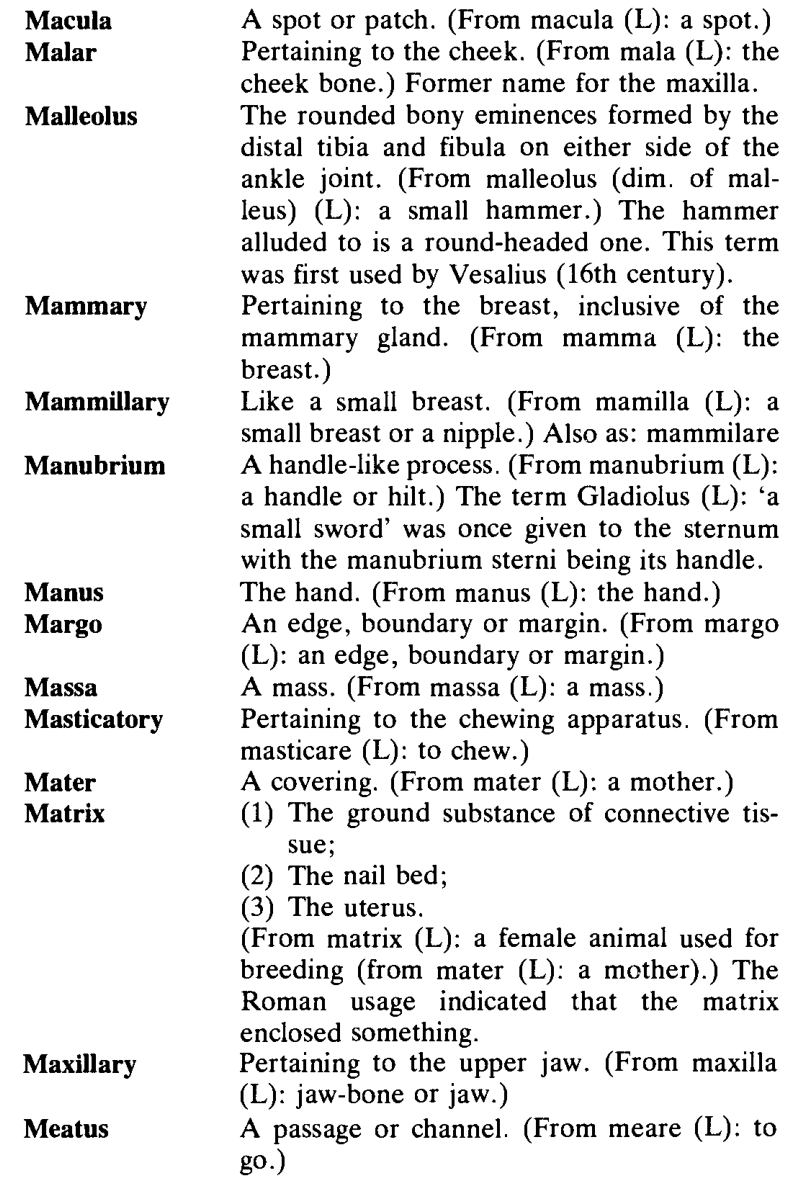 Macula A spot or patch. (From macula (L): a spot.)
Malar Pertaining to the cheek. (From mala (L): the
cheek bone.) Former name for the maxilla.
Malleolus The rounded bony eminences formed by the
distal tibia and fibula on either side of the
ankle joint. (From malleolus (dim. of mal-
leus) (L): a small hammer.) The hammer
alluded to is a round-headed one. This term
was first used by Vesalius (16th century).
Mammary Pertaining to the breast, inclusive of the
mammary gland. (From mamma (L): the
breast.)
Mammillary Like a small breast. (From mamilla (L): a
small breast or a nipple.) Also as: mammilare
Manubrium A handle-like process. (From manubrium (L):
a handle or hilt.) The term Gladiolus (L): ‘a
small sword’ was once given to the sternum
with the manubrium sterni being its handle.
Manus The hand. (From manus (L): the hand.)
Margo An edge, boundary or margin. (From margo
(L): an edge, boundary or margin.)
Massa A mass. (From massa (L): a mass.)
Masticatory Pertaining to the chewing apparatus. (From
masticare (L): to chew.)
Mater A covering. (From mater (L): a mother.)
Matrix (1) The ground substance of connective tis-
sue;
(2) The nail bed;
(3) The uterus.
(From matrix (L): a female animal used for
breeding (from mater (L): a mother).) The
Roman usage indicated that the matrix
enclosed something.
Maxillary Pertaining to the upper jaw. (From maxilla
(L): jaw-bone or jaw.)
Meatus A passage or channel. (From meare (L): to
go.)